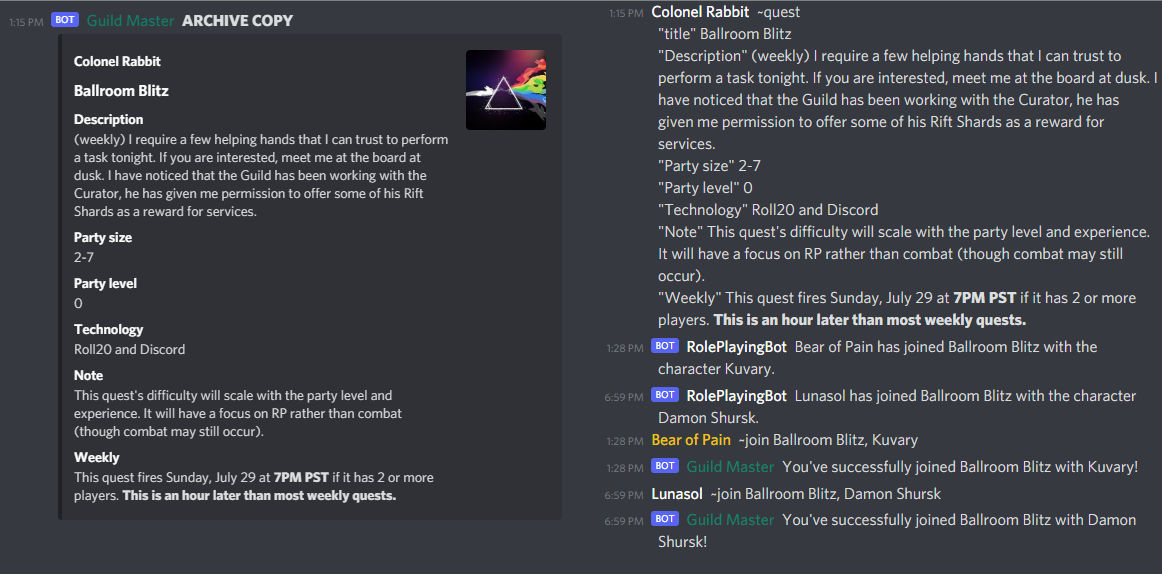 1:15 PM BOT Guild Master ARCHIVE COPY
Colonel Rabbit
Ballroom Blitz
Description
(weekly) I require a few helping hands that I can trust to perform
a task tonight. If you are interested, meet me at the board at
dusk. I have noticed that the Guild has been working with the
Curator, he has given me permission to offer some of his Rift
Shards as a reward for services.
Party size
2-7
Party level
0
Technology
Roll20 and Discord
Note
This quest's difficulty will scale with the party level and
experience. It will have a focus on RP rather than combat
(though combat may still occur).
Weekly
This quest fires Sunday, July 29 at 7PM PST if it has 2 or more
players. This is an hour later than most weekly quests.
1:15 PM Colonel Rabbit ~quest
"title" Ballroom Blitz
"Description" (weekly) I require a few helping hands that I can trust to
perform a task tonight. If you are interested, meet me at the board at dusk. I
have noticed that the Guild has been working with the Curator, he has
given me permission to offer some of his Rift Shards as a reward for
services.
"Party size" 2-7
"Party level" 0
"Technology" Roll20 and Discord
"Note" This quest's difficulty will scale with the party level and experience.
It will have a focus on RP rather than combat (though combat may still
occur).
"Weekly" This quest fires Sunday, July 29 at 7PM PST if it has 2 or more
players. This is an hour later than most weekly quests.
1:28 PM BOT RolePlayingBot Bear of Pain has joined Ballroom Blitz with the
character Kuvary.
6:59 PM BOT RolePlayingBot Lunasol has joined Ballroom Blitz with the character
Damon Shursk.
1:28 PM Bear of Pain ~join Ballroom Blitz, Kuvary
1:28 PM BOT Guild Master You've successfully joined Ballroom Blitz with Kuvary!
6:59 PM Lunasol ~join Ballroom Blitz, Damon Shursk
6:59 PM BOT Guild Master You've successfully joined Ballroom Blitz with Damon
Shursk!